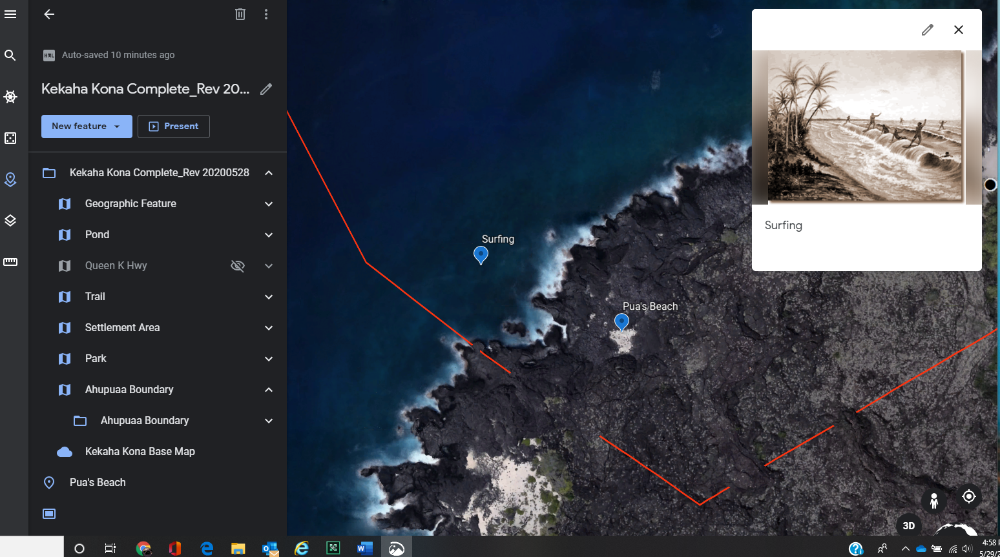 KML Auto-saved 10 minutes ago
Kekaha Kona Complete_Rev 20...
New feature
Present
Kekaha Kona Complete_Rev 20200528
Geographic Feature
Pond
Queen K Hwy
Trail
Settlement Area
Park
Ahupuaa Boundary
Ahupuaa Boundary
Kekaha Kona Base Map
Pua's Beach
Surfing
Pua's Beach
Surfing
3D
4:58
5/29/2